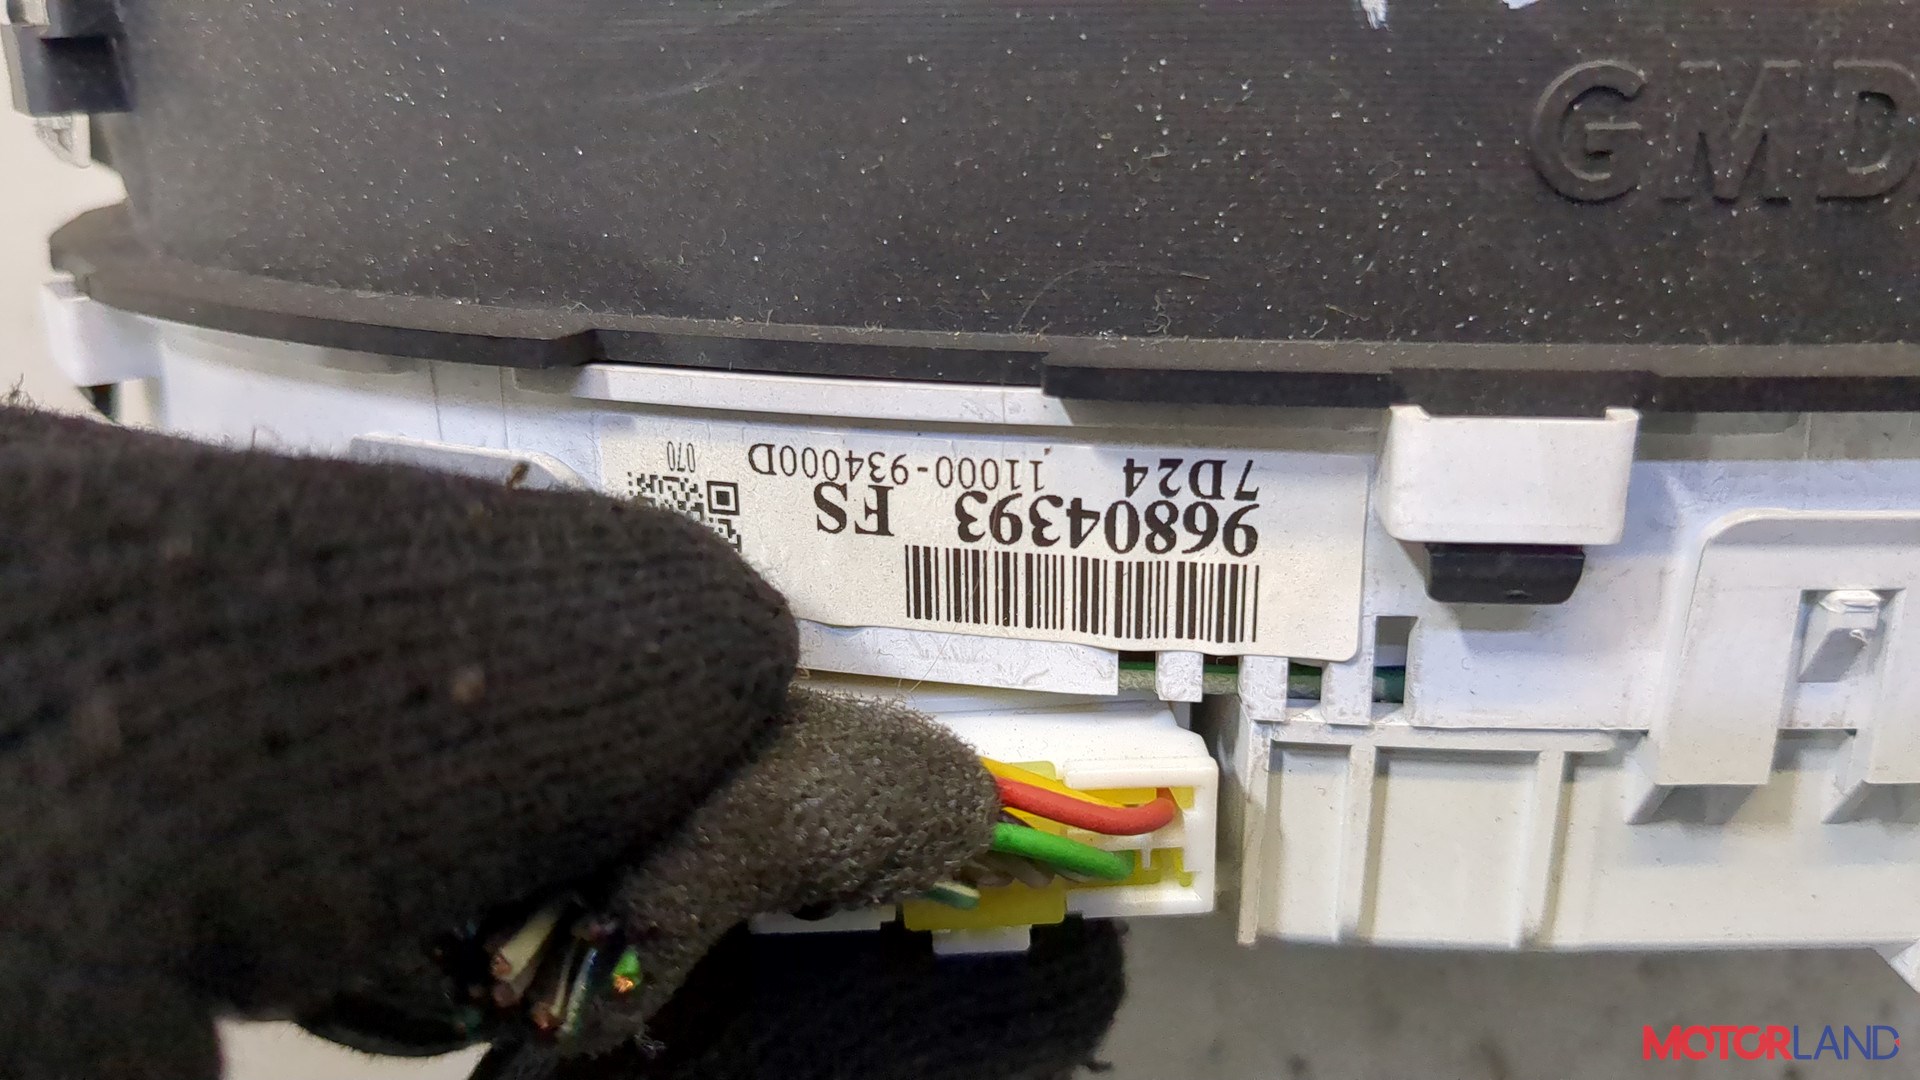 GMD
96804393 FS
7D24 11000-934000D
070
MOTORLAND